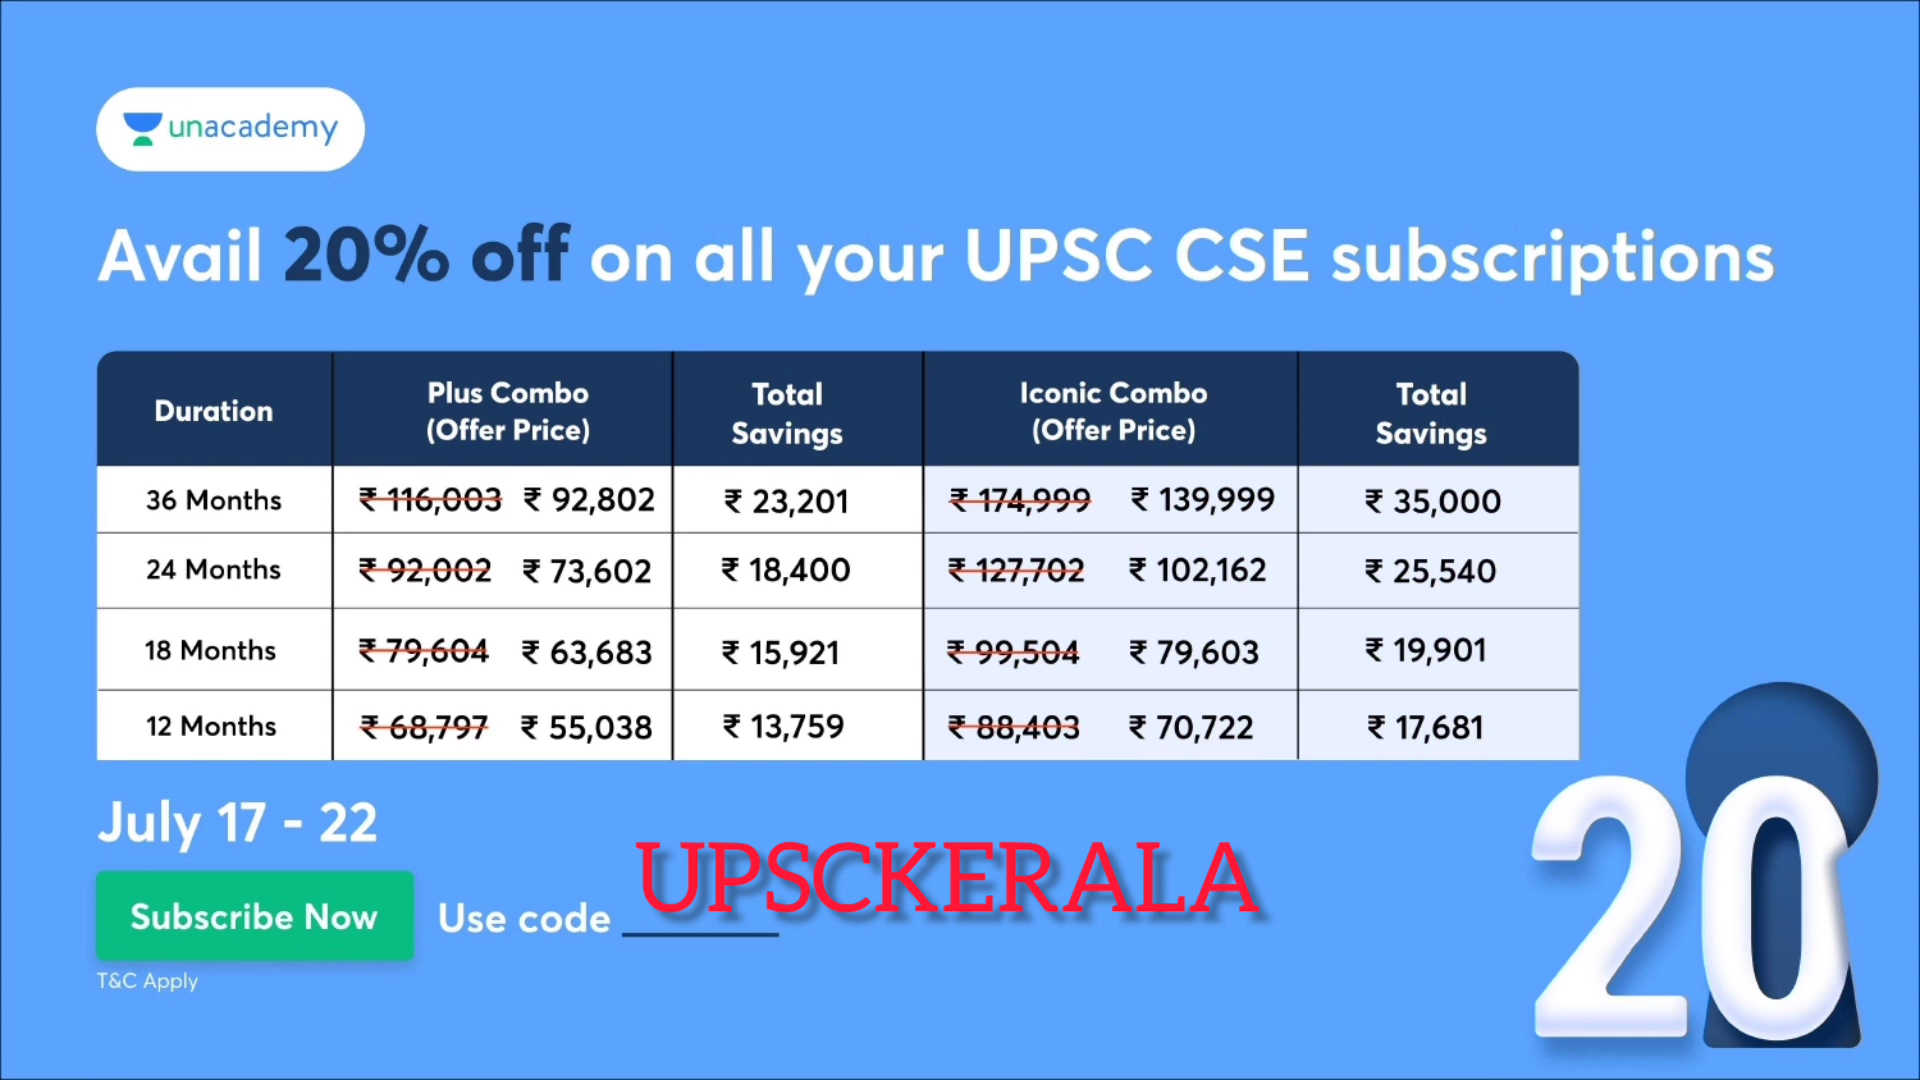 unacademy
Avail 20% off on all your UPSC CSE subscriptions
Duration Plus Combo (Offer Price) Total Savings Iconic Combo (Offer Price) Total Savings
36 Months ₹ 116,003 ₹ 92,802 ₹ 23,201 ₹ 174,999 ₹ 139,999 ₹ 35,000
24 Months ₹ 92,002 ₹ 73,602 ₹ 18,400 ₹ 127,702 ₹ 102,162 ₹ 25,540
18 Months ₹ 79,604 ₹ 63,683 ₹ 15,921 ₹ 99,504 ₹ 79,603 ₹ 19,901
12 Months ₹ 68,797 ₹ 55,038 ₹ 13,759 ₹ 88,403 ₹ 70,722 ₹ 17,681
July 17 - 22
Subscribe Now Use code UPSCKERALA
T&C Apply
20